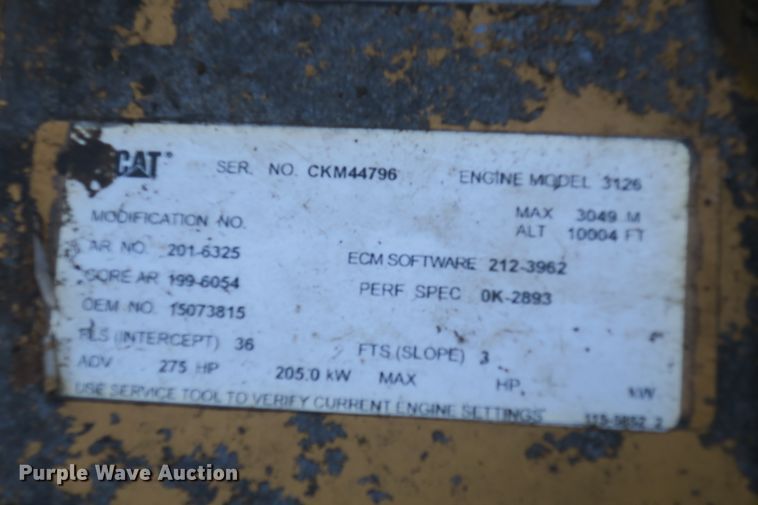 CAT® SER. NO. CKM44796 ENGINE MODEL 3126
MODIFICATION NO. MAX 3049 M
ALT 10004 FT
AR. NO. 201-6325 ECM SOFTWARE 212-3962
CORE AR 199-6054 PERF SPEC 0K-2893
OEM NO. 15073815
FLS (INTERCEPT) 36 FTS (SLOPE) 3
ADV 275 HP 205.0 kW MAX HP kW
USE SERVICE TOOL TO VERIFY CURRENT ENGINE SETTINGS
Purple Wave Auction